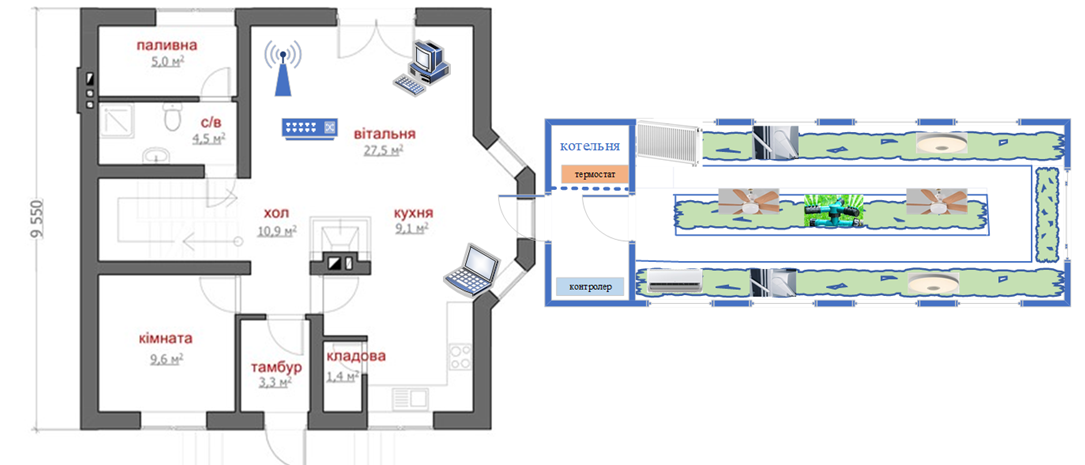 паливна
5,0 м²
с/в
4,5 м²
вітальня
27,5 м²
хол
10,9 м²
кухня
9,1 м²
9 550
кімната
9,6 м²
тамбур
3,3 м²
кладова
1,4 м²
котельня
термостат
контролер